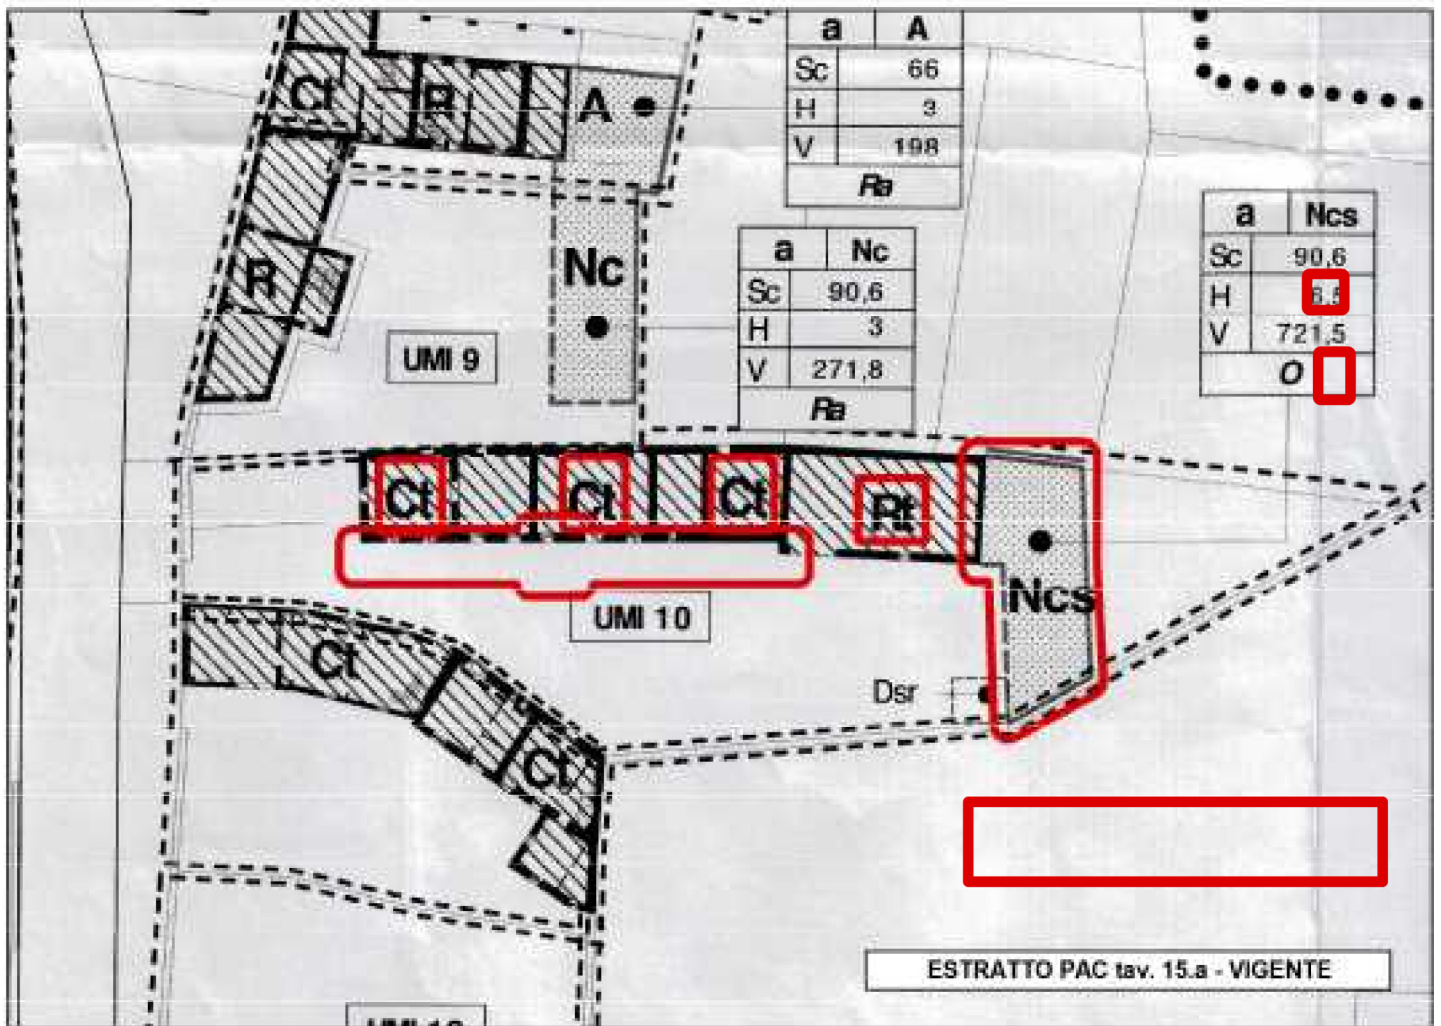 a A
Sc 66
H 3
V 198
Ra
Ct R A
a Ncs
Sc 90,6
H
V 721,5
O
a Nc
Sc 90,6
H 3
V 271,8
Ra
R Nc
UMI 9
Ct Ct Ct Rt
Ncs
UMI 10
Ct
Dsr
Ct
ESTRATTO PAC tav. 15.a - VIGENTE